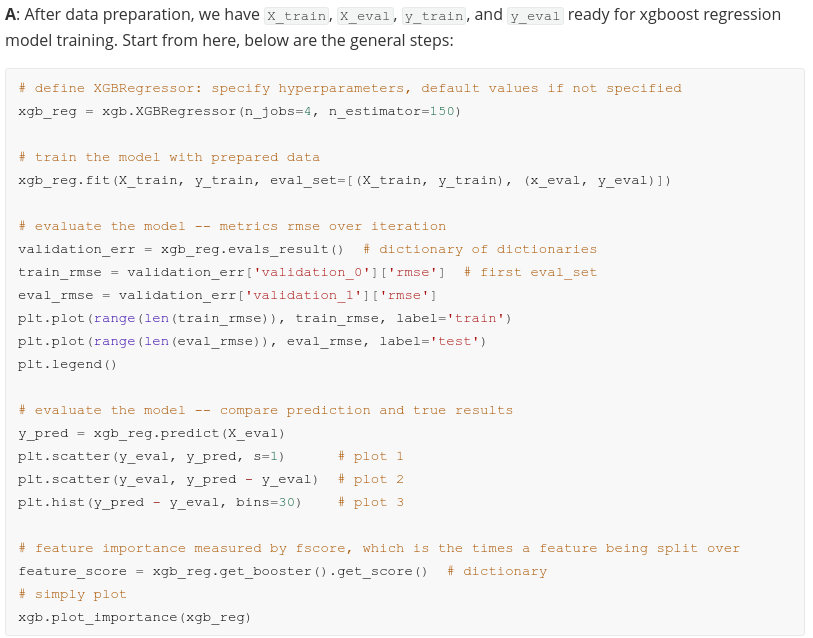 A: After data preparation, we have X_train, X_eval, y_train, and y_eval ready for xgboost regression
model training. Start from here, below are the general steps:
# define XGBRegressor: specify hyperparameters, default values if not specified
xgb_reg = xgb.XGBRegressor(n_jobs=4, n_estimator=150)
# train the model with prepared data
xgb_reg.fit(X_train, y_train, eval_set=[(X_train, y_train), (x_eval, y_eval)])
# evaluate the model -- metrics rmse over iteration
validation_err = xgb_reg.evals_result()  # dictionary of dictionaries
train_rmse = validation_err['validation_0']['rmse']  # first eval_set
eval_rmse = validation_err['validation_1']['rmse']
plt.plot(range(len(train_rmse)), train_rmse, label='train')
plt.plot(range(len(eval_rmse)), eval_rmse, label='test')
plt.legend()
# evaluate the model -- compare prediction and true results
y_pred = xgb_reg.predict(X_eval)
plt.scatter(y_eval, y_pred, s=1)      # plot 1
plt.scatter(y_eval, y_pred - y_eval)  # plot 2
plt.hist(y_pred - y_eval, bins=30)    # plot 3
# feature importance measured by fscore, which is the times a feature being split over
feature_score = xgb_reg.get_booster().get_score()  # dictionary
# simply plot
xgb.plot_importance(xgb_reg)